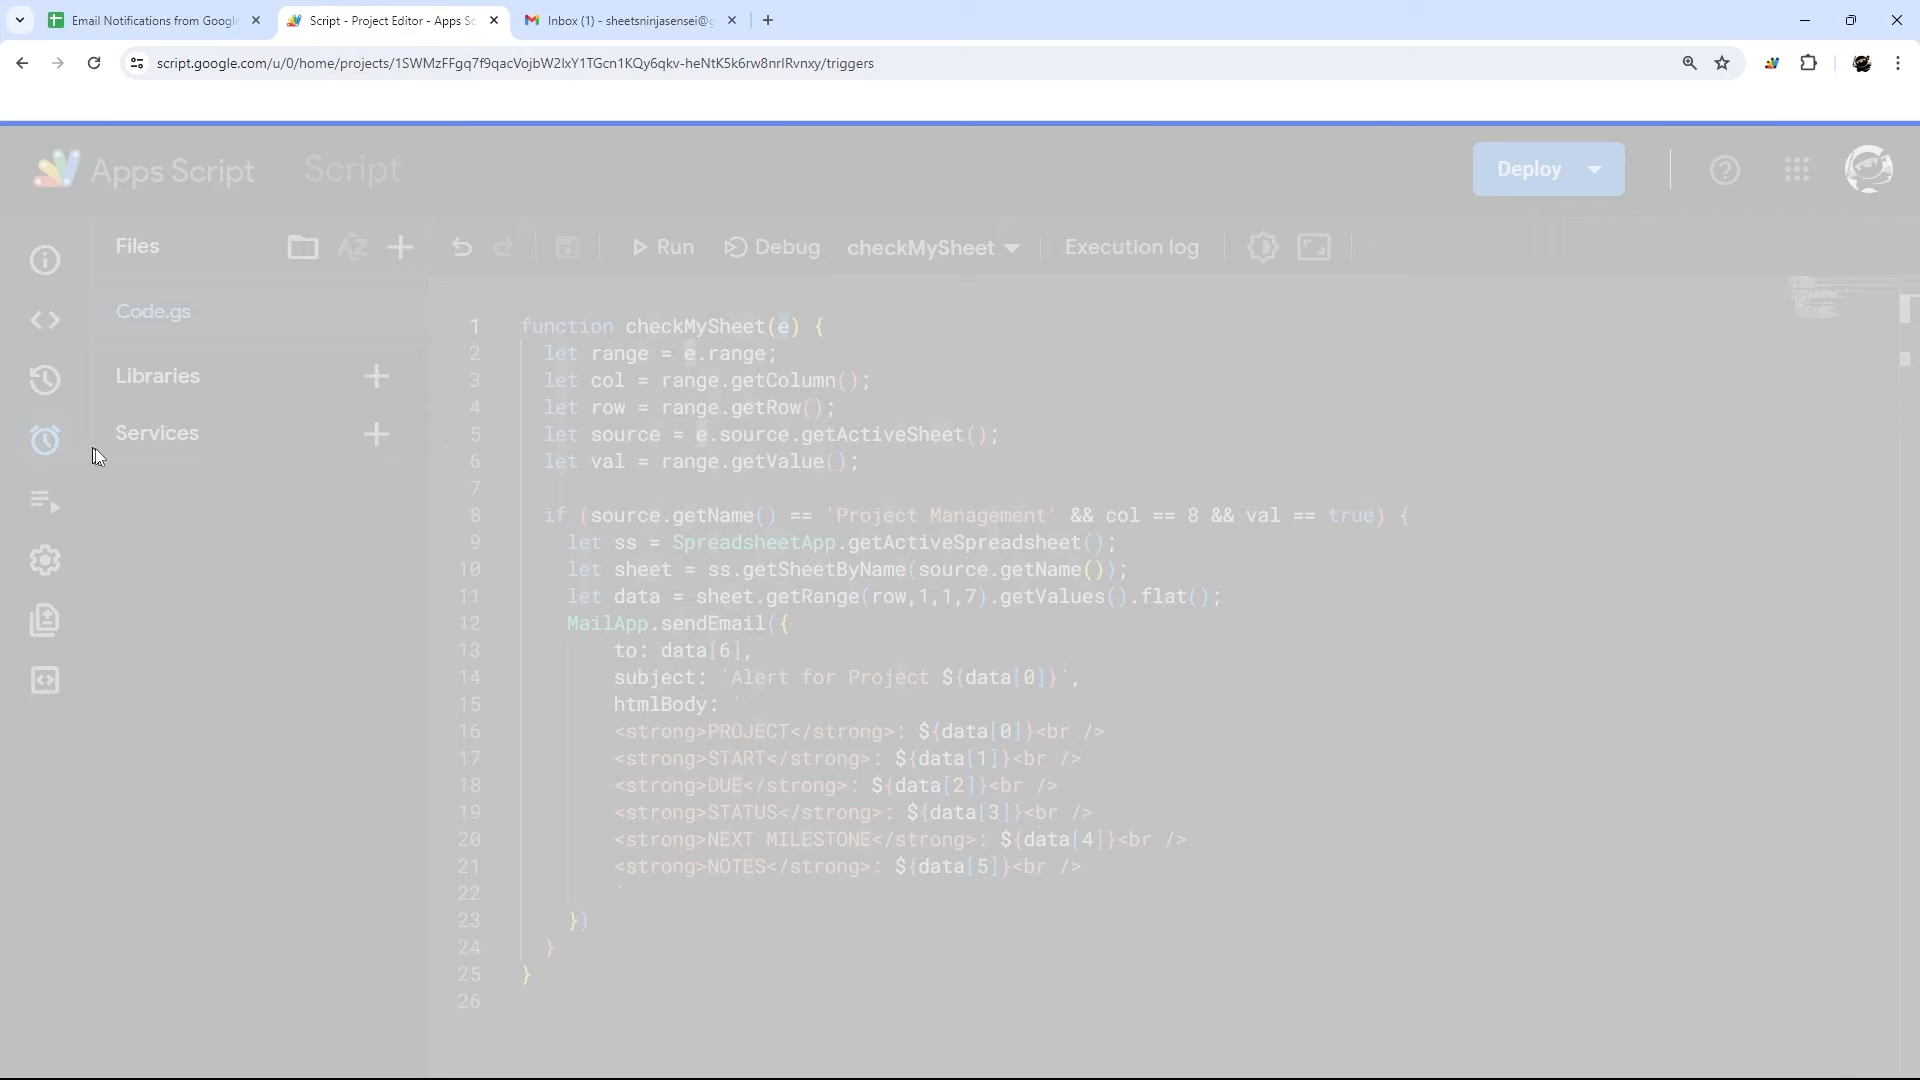 Email Notifications from Google
Script - Project Editor - Apps Sc
Inbox (1) - sheetsninjasensei@g
script.google.com/u/0/home/projects/1SWMzFFgq7f9qacVojbW2IxY1TGcn1KQy6qkv-heNtK5k6rw8nrIRvnxy/triggers
Apps Script
Script
Deploy
Files
AZ
Run
Debug
checkMySheet
Execution log
Code.gs
Libraries
Services
1 function checkMySheet(e) {
2 let range = e.range;
3 let col = range.getColumn();
4 let row = range.getRow();
5 let source = e.source.getActiveSheet();
6 let val = range.getValue();
7
8 if (source.getName() == 'Project Management' && col == 8 && val == true) {
9 let ss = SpreadsheetApp.getActiveSpreadsheet();
10 let sheet = ss.getSheetByName(source.getName());
11 let data = sheet.getRange(row,1,1,7).getValues().flat();
12 MailApp.sendEmail({
13 to: data[6],
14 subject: `Alert for Project ${data[0]}`,
15 htmlBody: `
16 <strong>PROJECT</strong>: ${data[0]}<br />
17 <strong>START</strong>: ${data[1]}<br />
18 <strong>DUE</strong>: ${data[2]}<br />
19 <strong>STATUS</strong>: ${data[3]}<br />
20 <strong>NEXT MILESTONE</strong>: ${data[4]}<br />
21 <strong>NOTES</strong>: ${data[5]}<br />
22 `
23 })
24 }
25 }
26